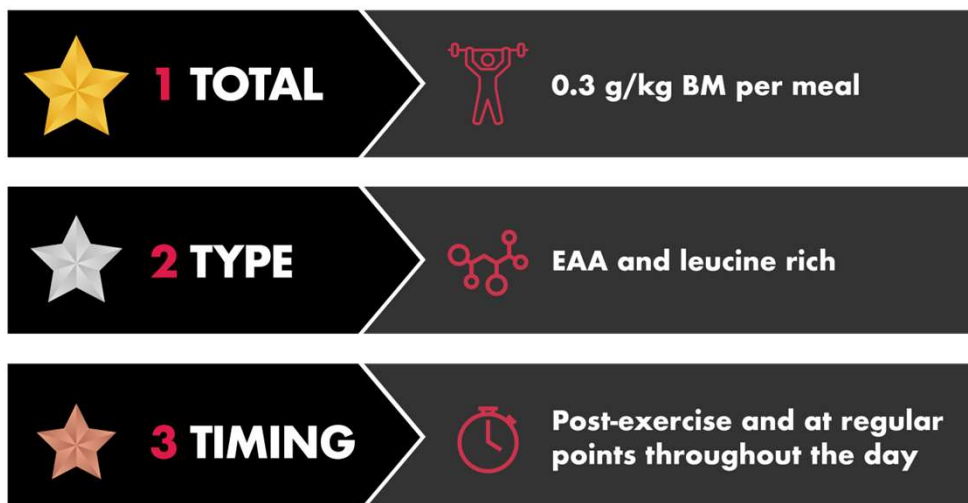 1 TOTAL
0.3 g/kg BM per meal
2 TYPE
EAA and leucine rich
3 TIMING
Post-exercise and at regular
points throughout the day